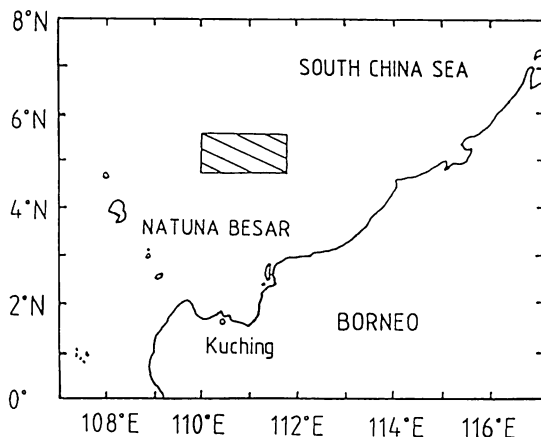 8°N
SOUTH CHINA SEA
6°N
4°N
NATUNA BESAR
2°N
BORNEO
Kuching
0°
108°E 110°E 112°E 114°E 116°E